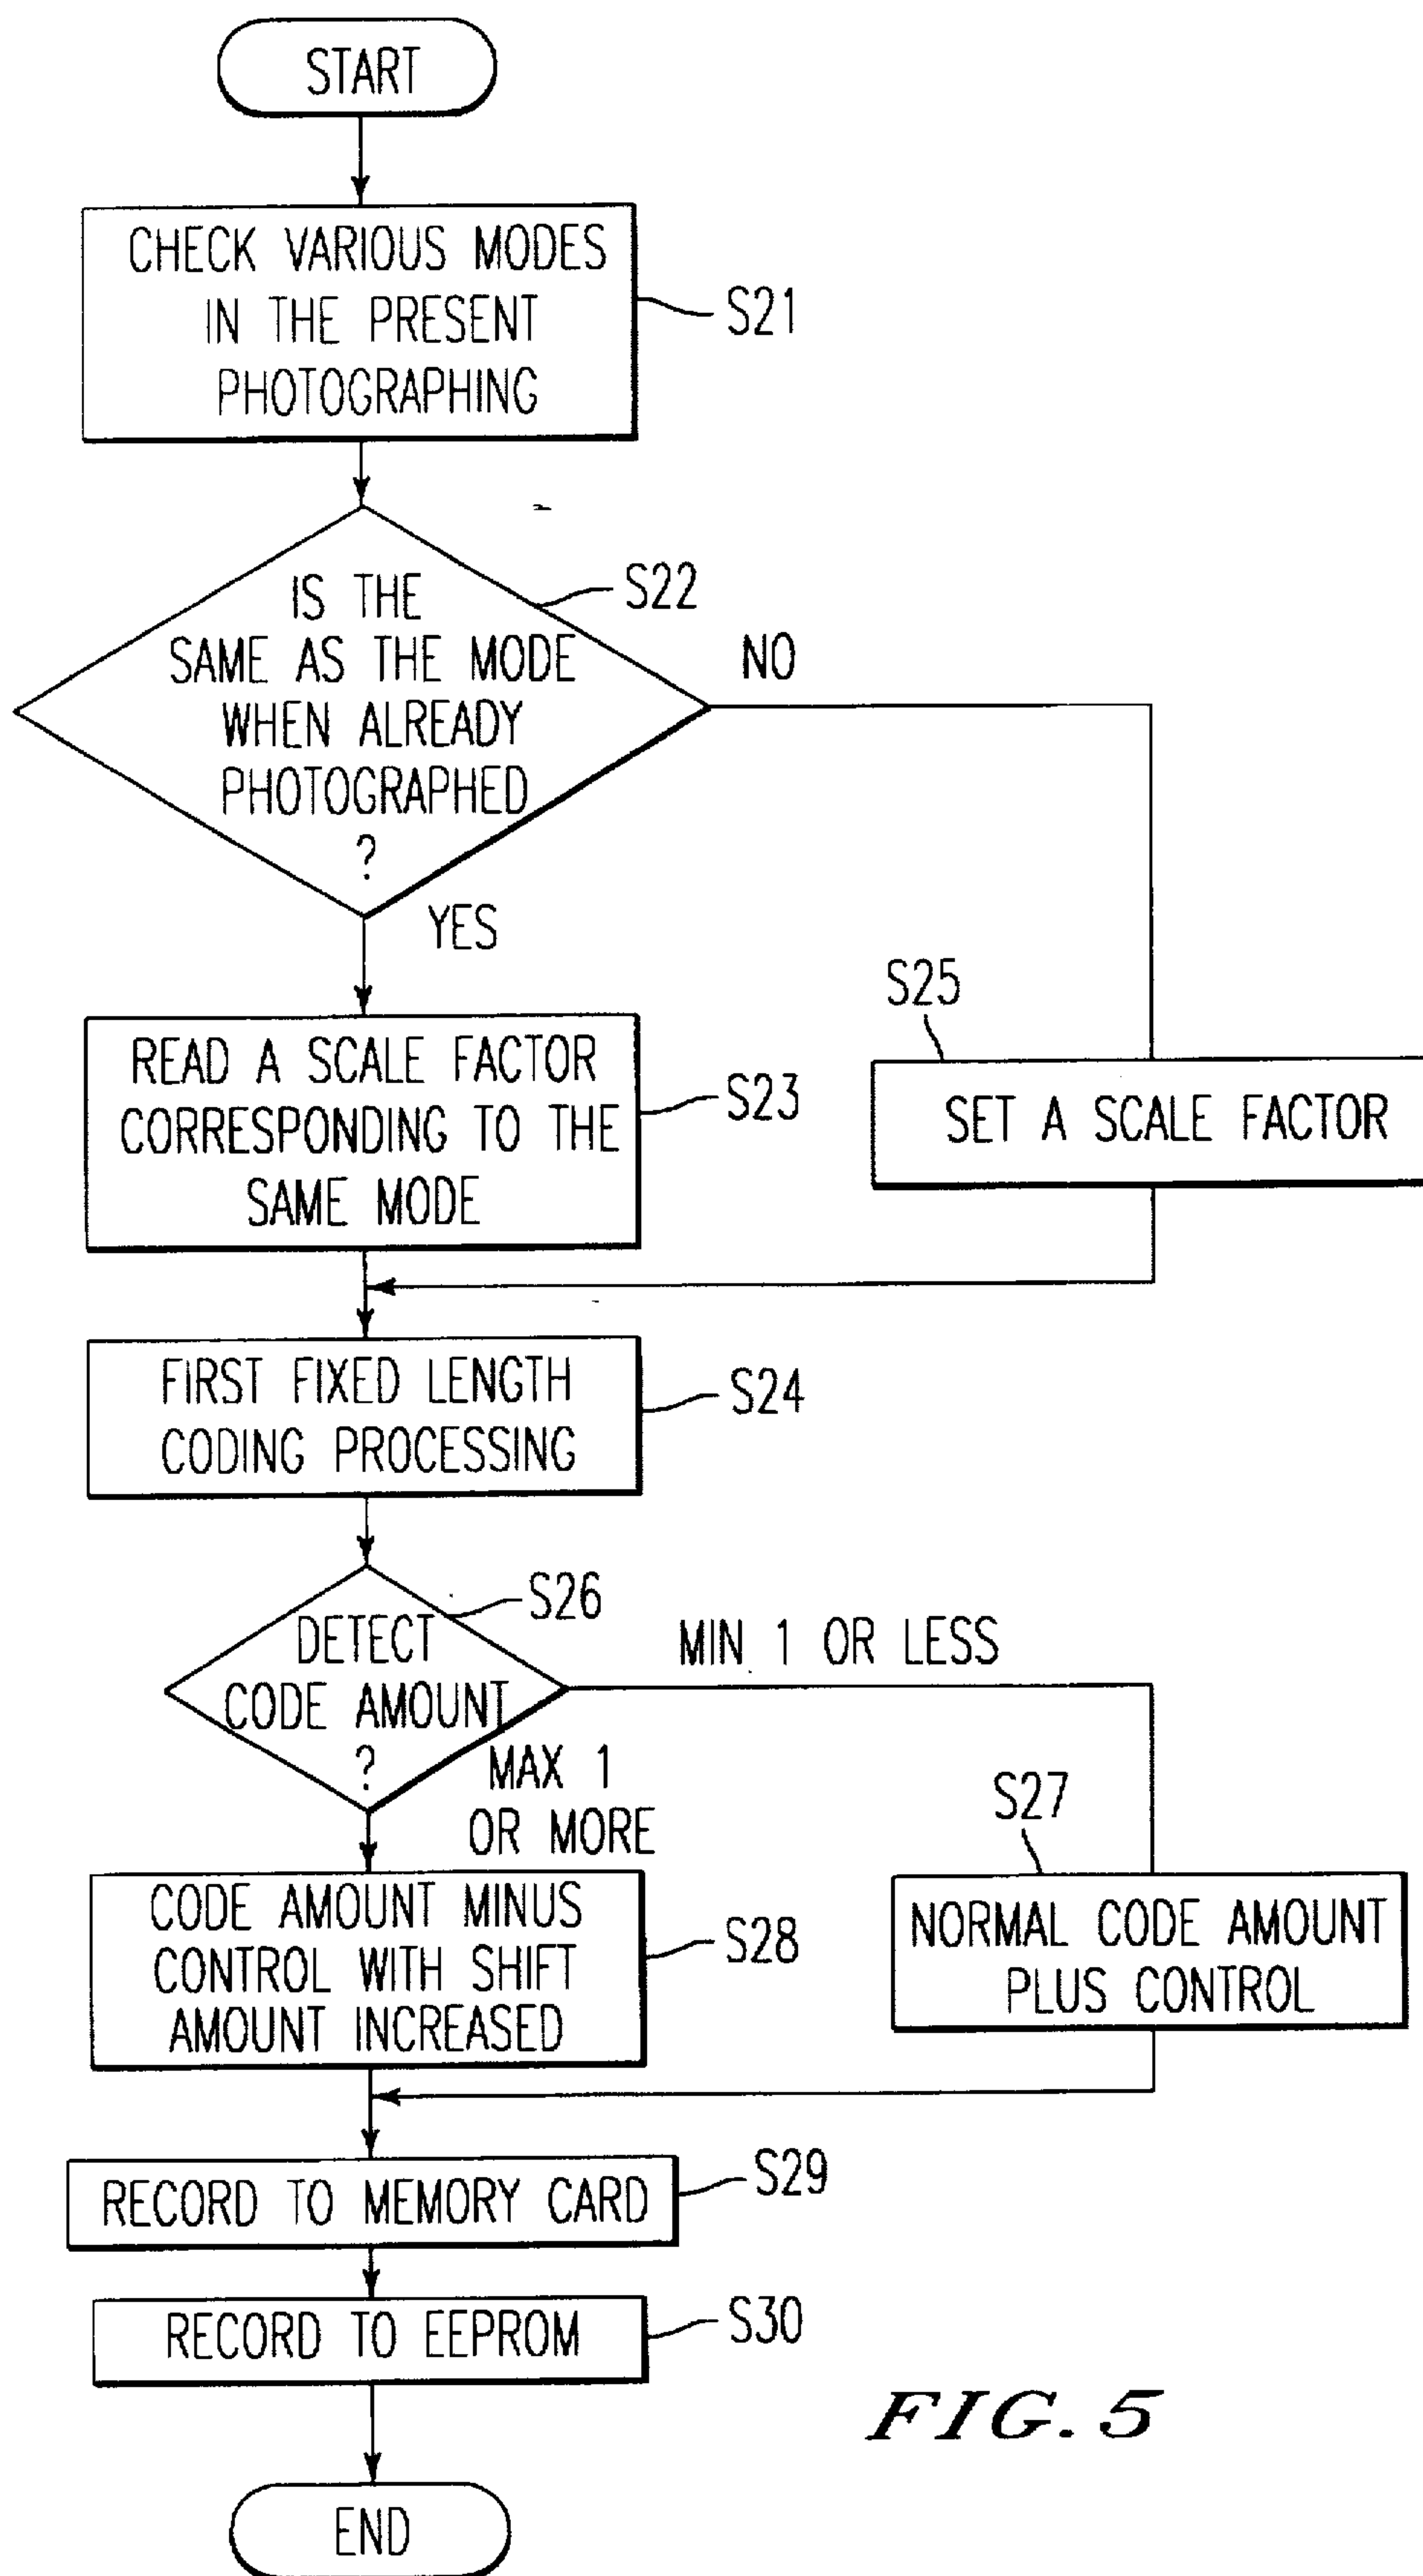 START
CHECK VARIOUS MODES
IN THE PRESENT
PHOTOGRAPHING
S21
IS THE
SAME AS THE MODE
WHEN ALREADY
PHOTOGRAPHED
?
S22
NO
YES
READ A SCALE FACTOR
CORRESPONDING TO THE
SAME MODE
S23
S25
SET A SCALE FACTOR
FIRST FIXED LENGTH
CODING PROCESSING
S24
DETECT
CODE AMOUNT
?
S26
MIN 1 OR LESS
MAX 1
OR MORE
S27
NORMAL CODE AMOUNT
PLUS CONTROL
CODE AMOUNT MINUS
CONTROL WITH SHIFT
AMOUNT INCREASED
S28
RECORD TO MEMORY CARD
S29
RECORD TO EEPROM
S30
END
FIG. 5